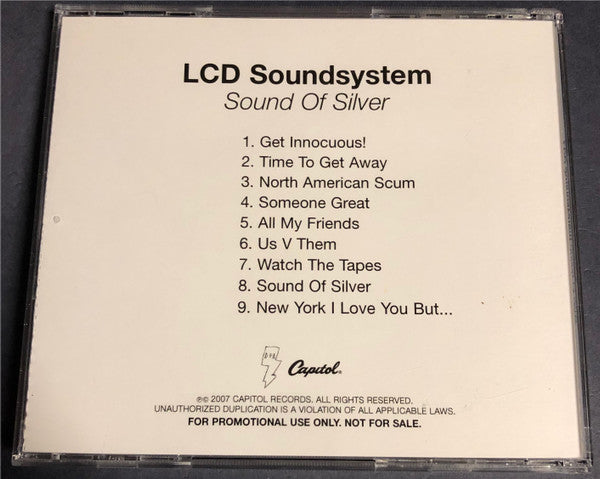 LCD Soundsystem
Sound Of Silver
1. Get Innocuous!
2. Time To Get Away
3. North American Scum
4. Someone Great
5. All My Friends
6. Us V Them
7. Watch The Tapes
8. Sound Of Silver
9. New York I Love You But...
DFA
Capitol®
℗© 2007 CAPITOL RECORDS. ALL RIGHTS RESERVED.
UNAUTHORIZED DUPLICATION IS A VIOLATION OF ALL APPLICABLE LAWS.
FOR PROMOTIONAL USE ONLY. NOT FOR SALE.